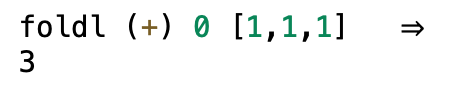 foldl (+) 0 [1,1,1] ⇒
3